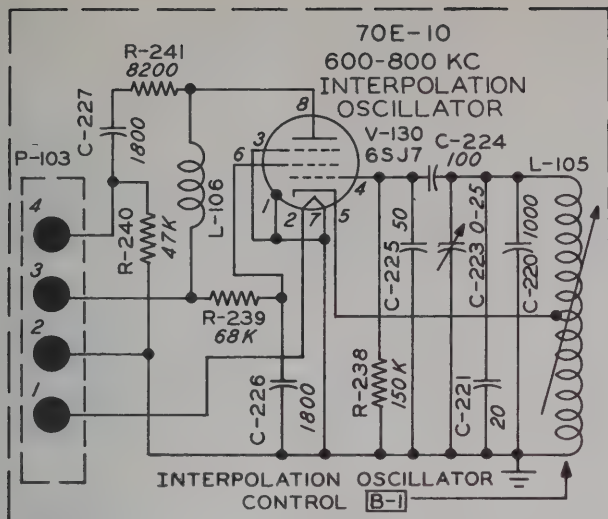 70E-10
600-800 KC
INTERPOLATION
OSCILLATOR
V-130
6SJ7
R-241
8200
C-227
1800
P-103
4
3
2
1
R-240
47K
L-106
R-239
68K
C-226
1800
8
3
6
4
1
2
7
5
C-224
100
L-105
C-225
50
C-223 0-25
C-220 1000
R-238
150K
C-221
20
INTERPOLATION OSCILLATOR
CONTROL B-1